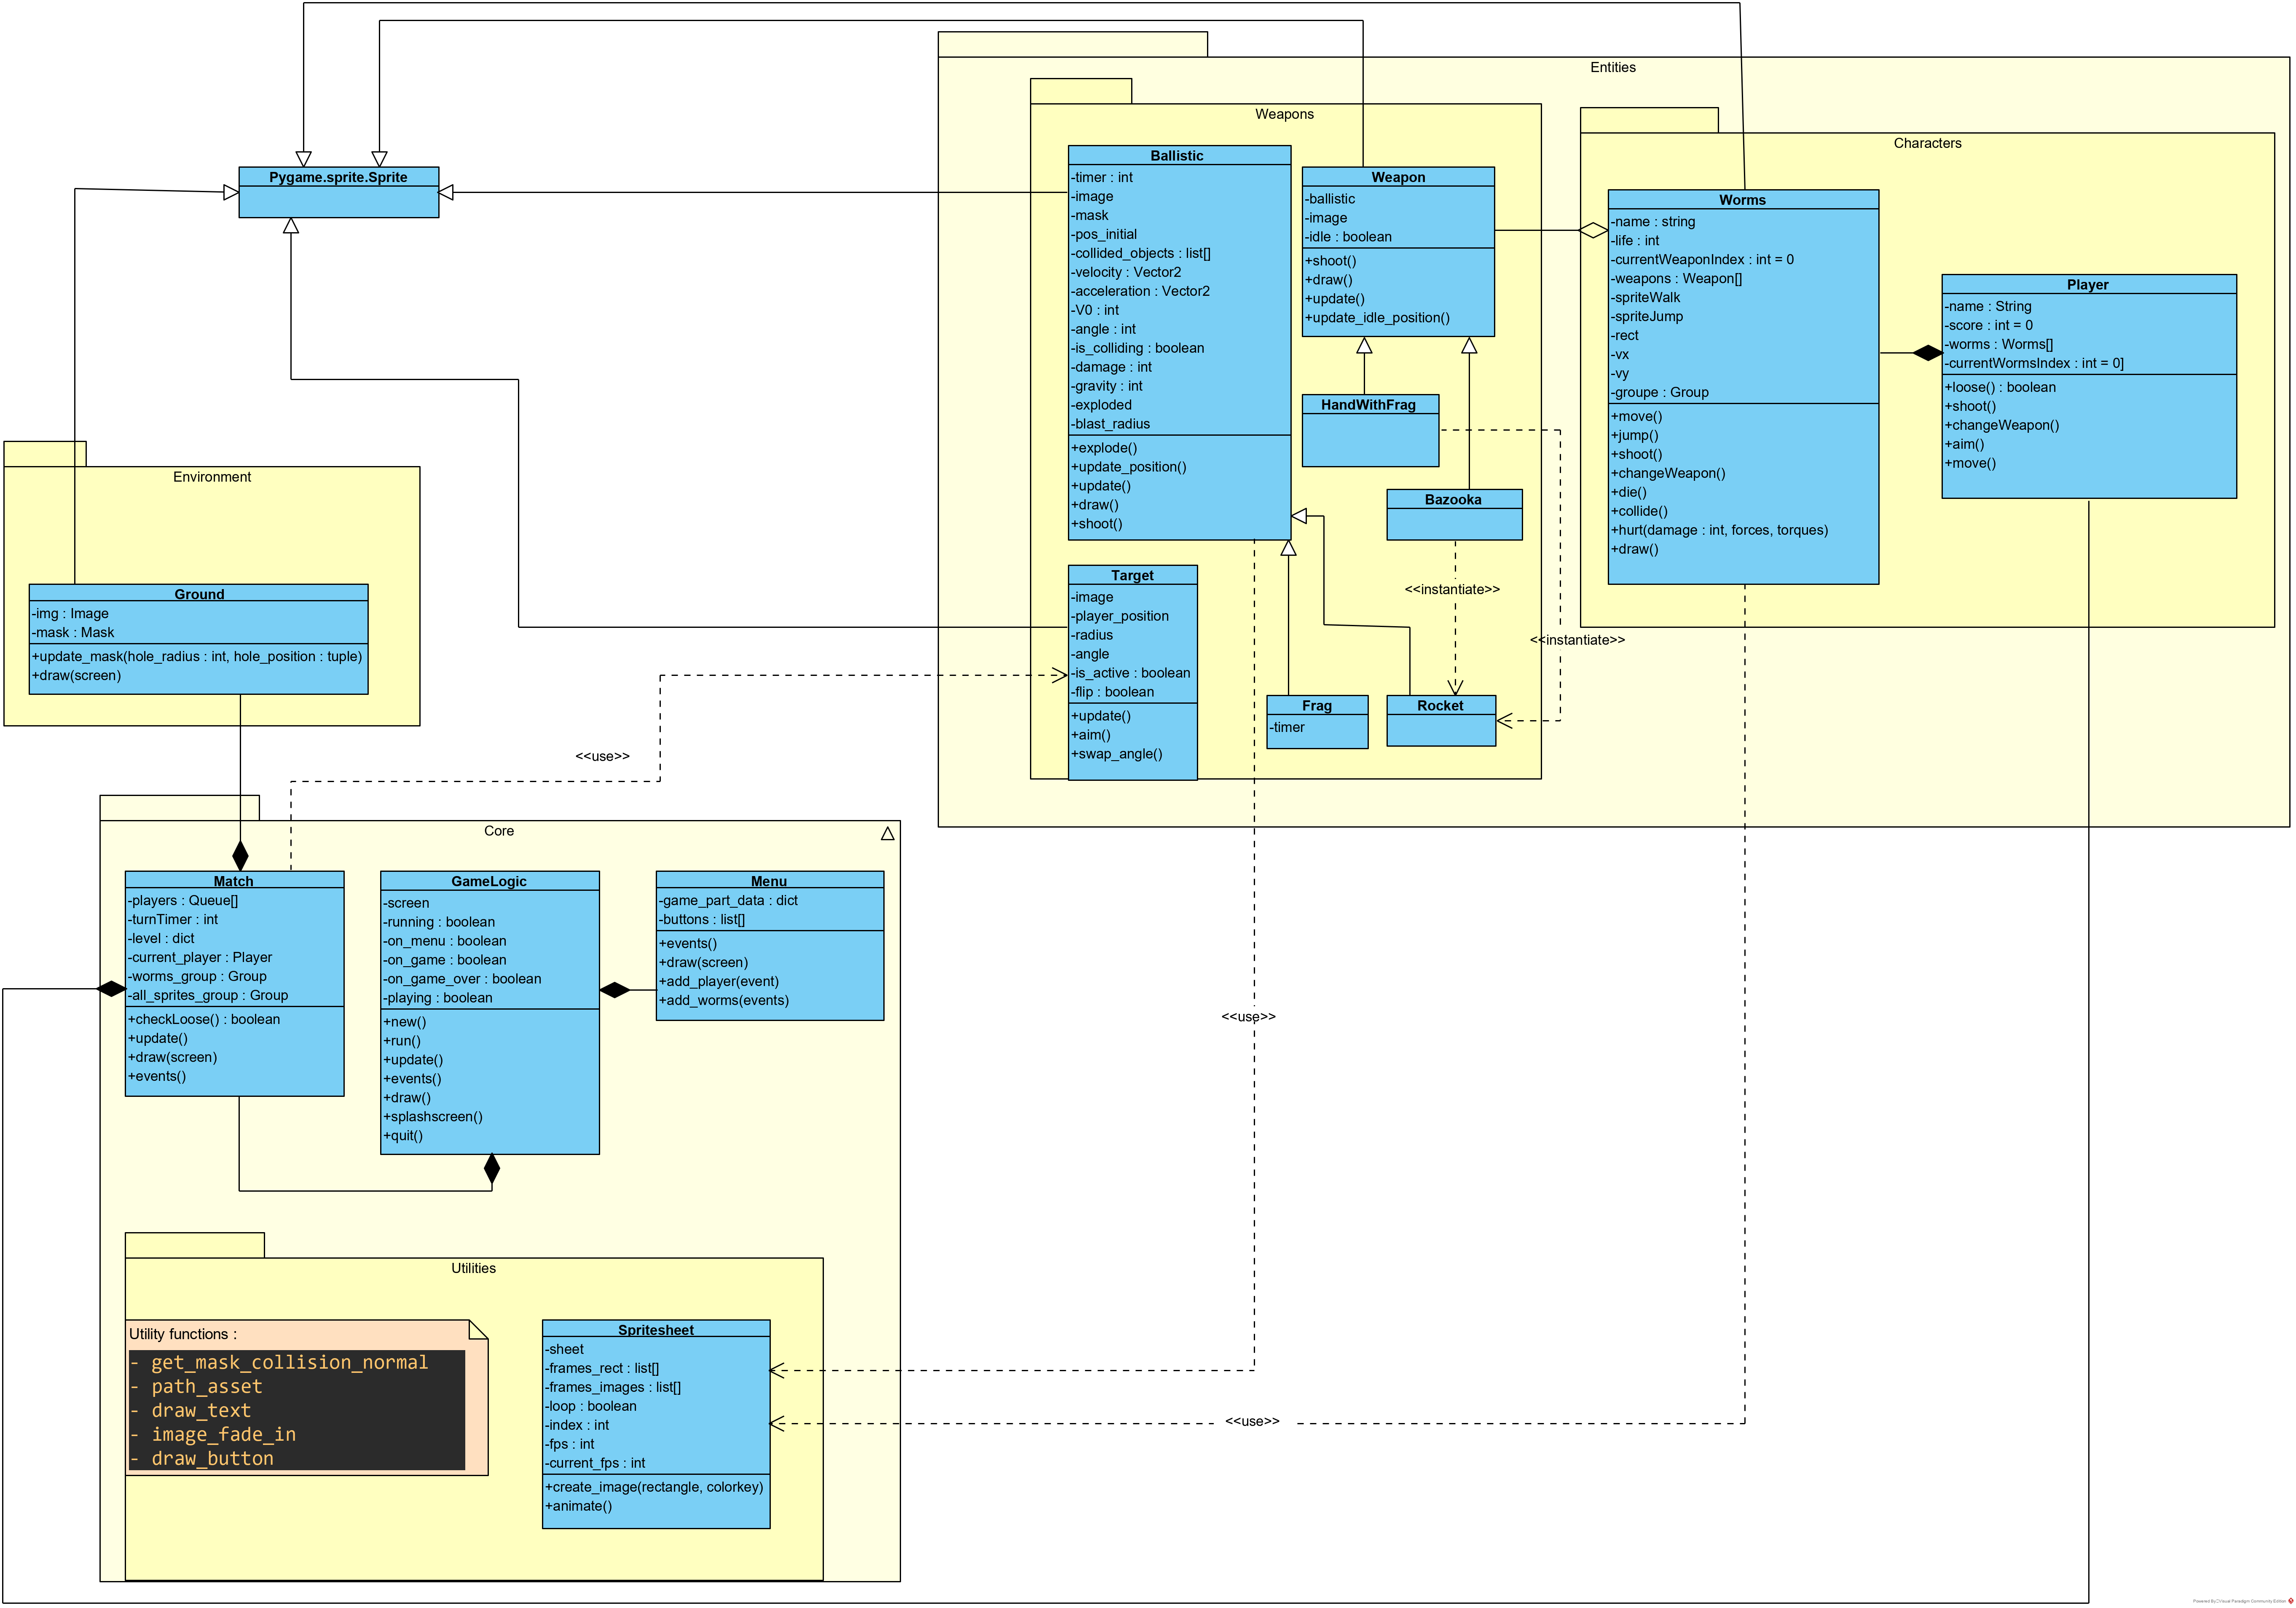 Entities
Weapons
Characters
Pygame.sprite.Sprite
Ballistic
-timer : int
-image
-mask
-pos_initial
-collided_objects : list[]
-velocity : Vector2
-acceleration : Vector2
-V0 : int
-angle : int
-is_colliding : boolean
-damage : int
-gravity : int
-exploded
-blast_radius
+explode()
+update_position()
+update()
+draw()
+shoot()
Weapon
-ballistic
-image
-idle : boolean
+shoot()
+draw()
+update()
+update_idle_position()
Worms
-name : string
-life : int
-currentWeaponIndex : int = 0
-weapons : Weapon[]
-spriteWalk
-spriteJump
-rect
-vx
-vy
-groupe : Group
+move()
+jump()
+shoot()
+changeWeapon()
+die()
+collide()
+hurt(damage : int, forces, torques)
+draw()
Player
-name : String
-score : int = 0
-worms : Worms[]
-currentWormsIndex : int = 0]
+loose() : boolean
+shoot()
+changeWeapon()
+aim()
+move()
HandWithFrag
Bazooka
<<instantiate>>
<<instantiate>>
Environment
Ground
-img : Image
-mask : Mask
+update_mask(hole_radius : int, hole_position : tuple)
+draw(screen)
Target
-image
-player_position
-radius
-angle
-is_active : boolean
-flip : boolean
+update()
+aim()
+swap_angle()
Frag
-timer
Rocket
<<use>>
Core
Match
-players : Queue[]
-turnTimer : int
-level : dict
-current_player : Player
-worms_group : Group
-all_sprites_group : Group
+checkLoose() : boolean
+update()
+draw(screen)
+events()
GameLogic
-screen
-running : boolean
-on_menu : boolean
-on_game : boolean
-on_game_over : boolean
-playing : boolean
+new()
+run()
+update()
+events()
+draw()
+splashscreen()
+quit()
Menu
-game_part_data : dict
-buttons : list[]
+events()
+draw(screen)
+add_player(event)
+add_worms(events)
<<use>>
Utilities
Utility functions :
- get_mask_collision_normal
- path_asset
- draw_text
- image_fade_in
- draw_button
Spritesheet
-sheet
-frames_rect : list[]
-frames_images : list[]
-loop : boolean
-index : int
-fps : int
-current_fps : int
+create_image(rectangle, colorkey)
+animate()
<<use>>
Powered By Visual Paradigm Community Edition